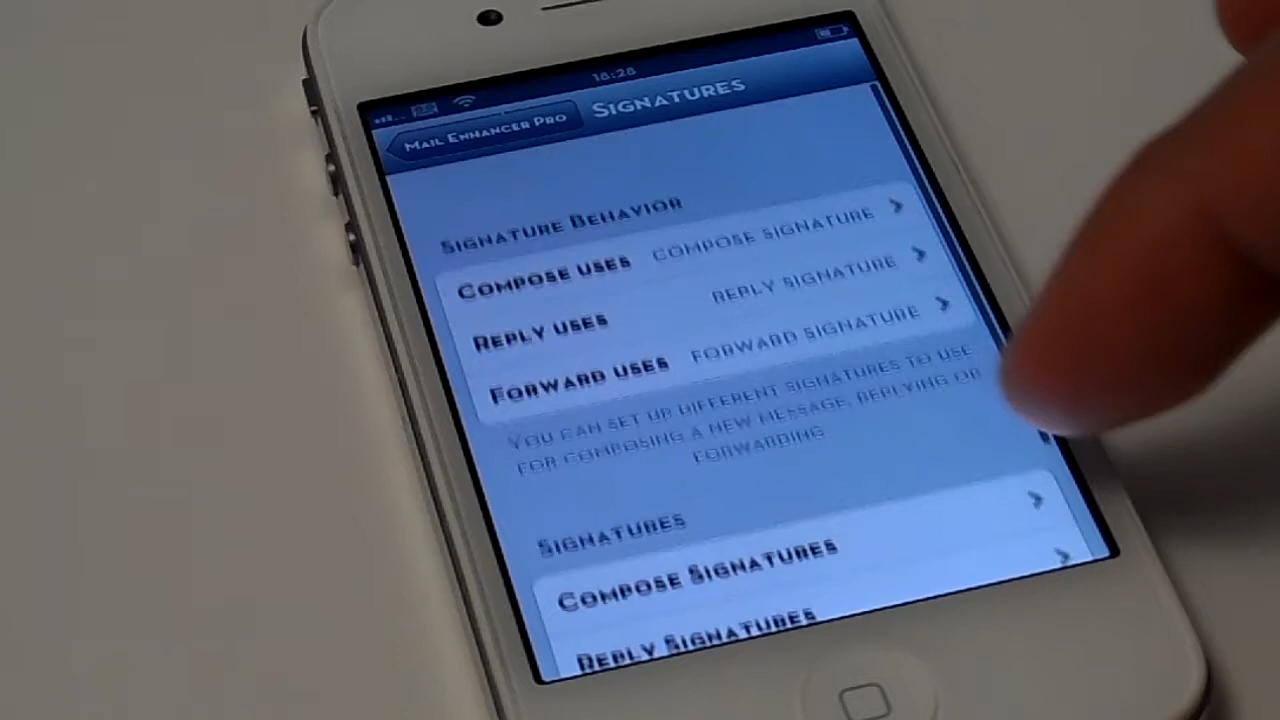 18:28
Mail Enhancer Pro
Signatures
Signature Behavior
Compose uses Compose Signature
Reply uses Reply Signature
Forward uses Forward Signature
You can set up different signatures to use
for composing a new message, replying or
forwarding
Signatures
Compose Signatures
Reply Signatures